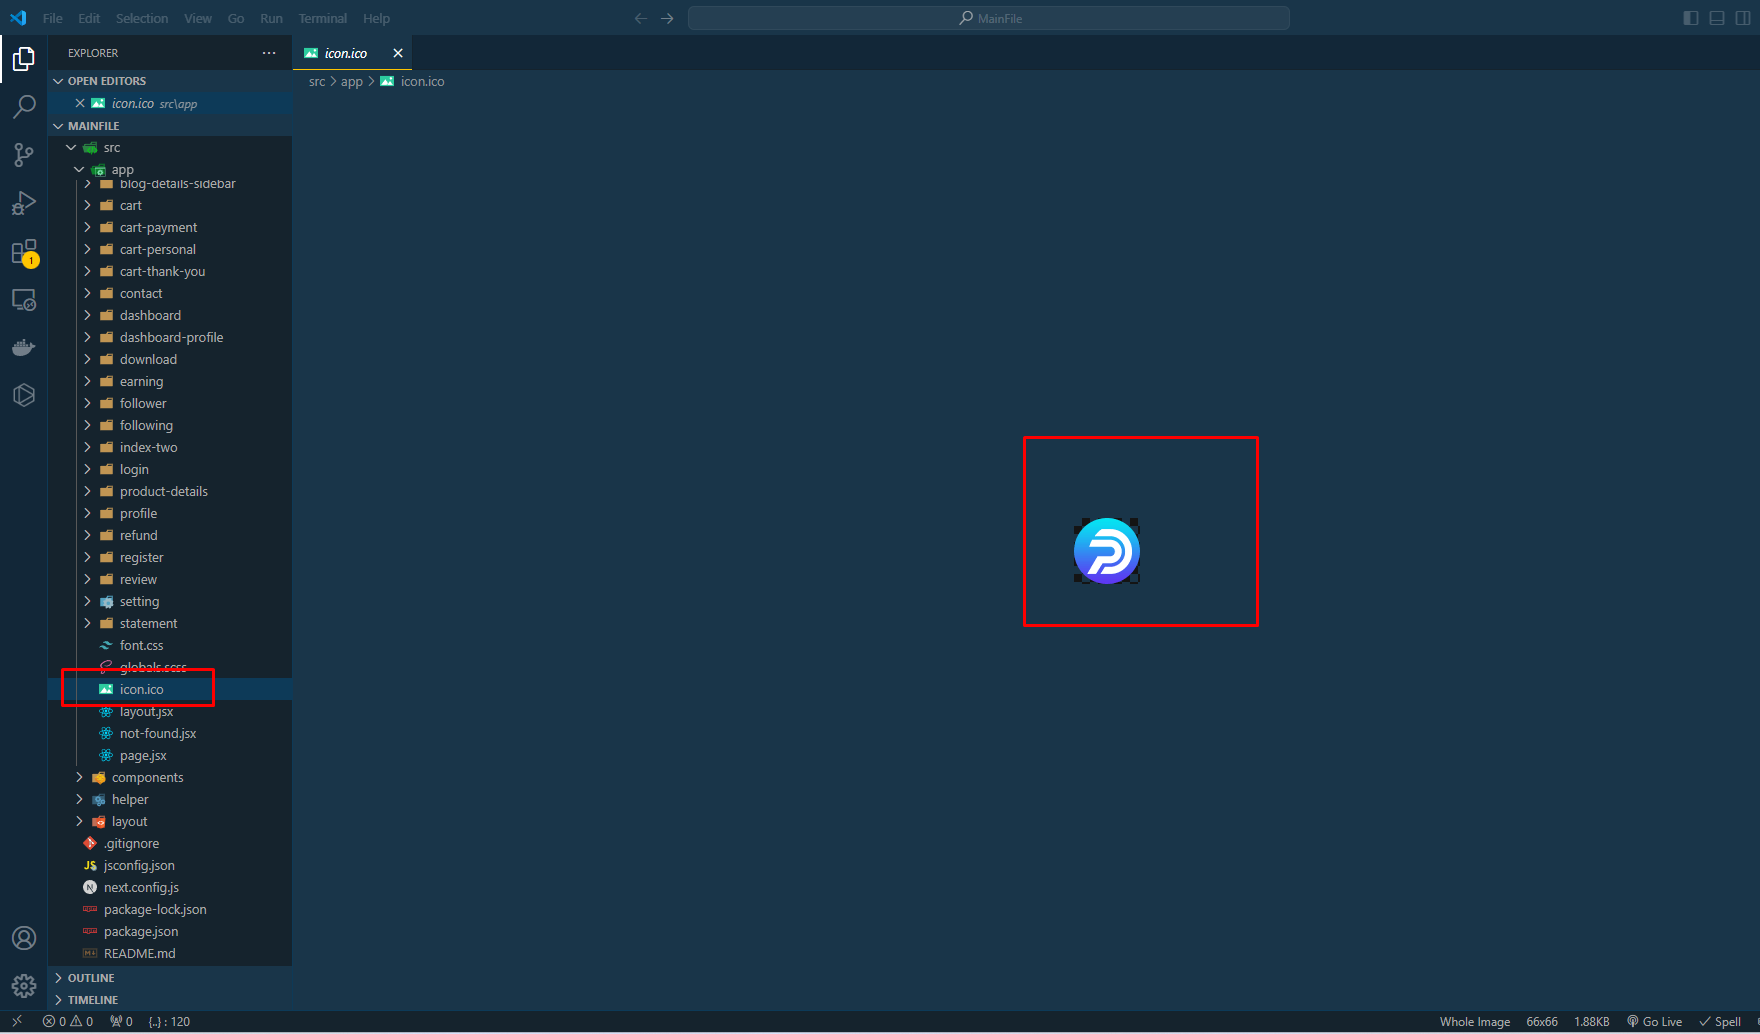 File Edit Selection View Go Run Terminal Help
MainFile
EXPLORER
icon.ico
OPEN EDITORS
src app icon.ico
icon.ico src\app
MAINFILE
src
app
blog-details-sidebar
cart
cart-payment
cart-personal
cart-thank-you
1
contact
dashboard
dashboard-profile
download
earning
follower
following
index-two
login
product-details
profile
refund
register
review
setting
statement
font.css
globals.scss
icon.ico
layout.jsx
not-found.jsx
page.jsx
components
helper
layout
.gitignore
JS jsconfig.json
N next.config.js
package-lock.json
package.json
README.md
OUTLINE
TIMELINE
0 0 0 {..} : 120 Whole Image 66x66 1.88KB Go Live Spell